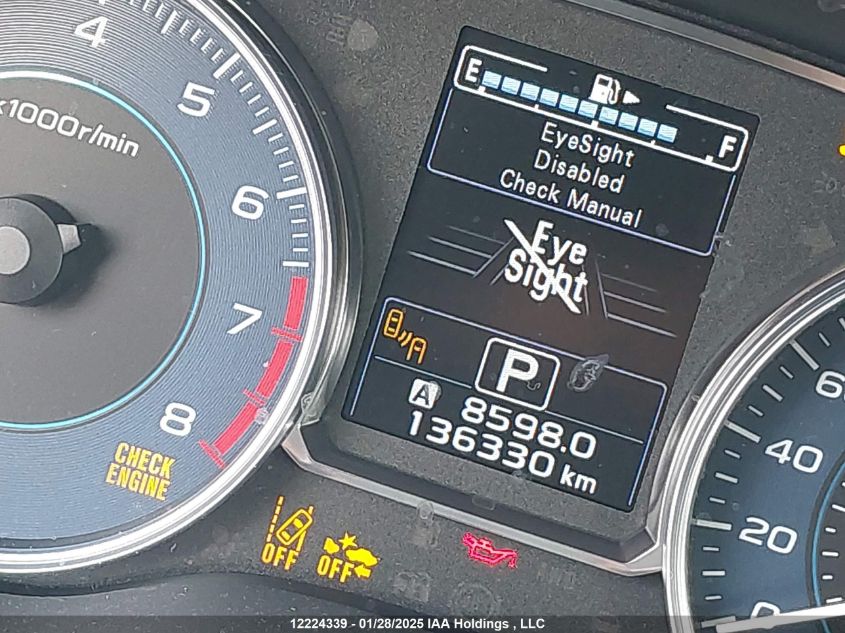 4
5
x1000r/min
6
7
8
CHECK
ENGINE
E
F
EyeSight
Disabled
Check Manual
Eye
Sight
P
A 8598.0
136330 km
OFF
OFF
60
40
20
0
12224339 - 01/28/2025 IAA Holdings , LLC